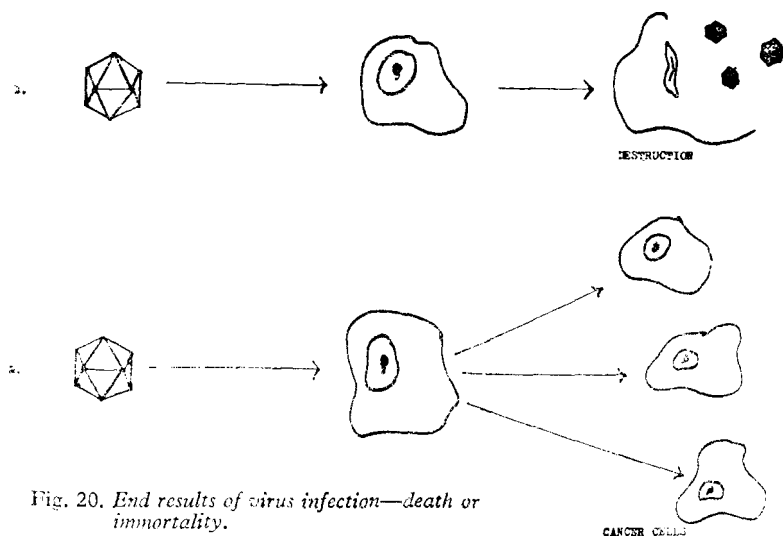 a.
DESTRUCTION
a.
Fig. 20. End results of virus infection—death or
immortality.
CANCER CELLS